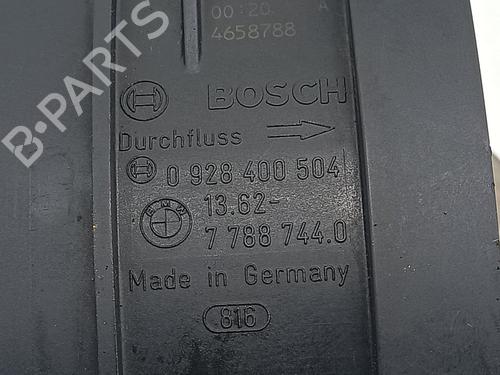 00:20 A
4658788
BOSCH
Durchfluss
0 928 400 504
BMW
13.62-
7 788 744.0
Made in Germany
816
B-PARTS